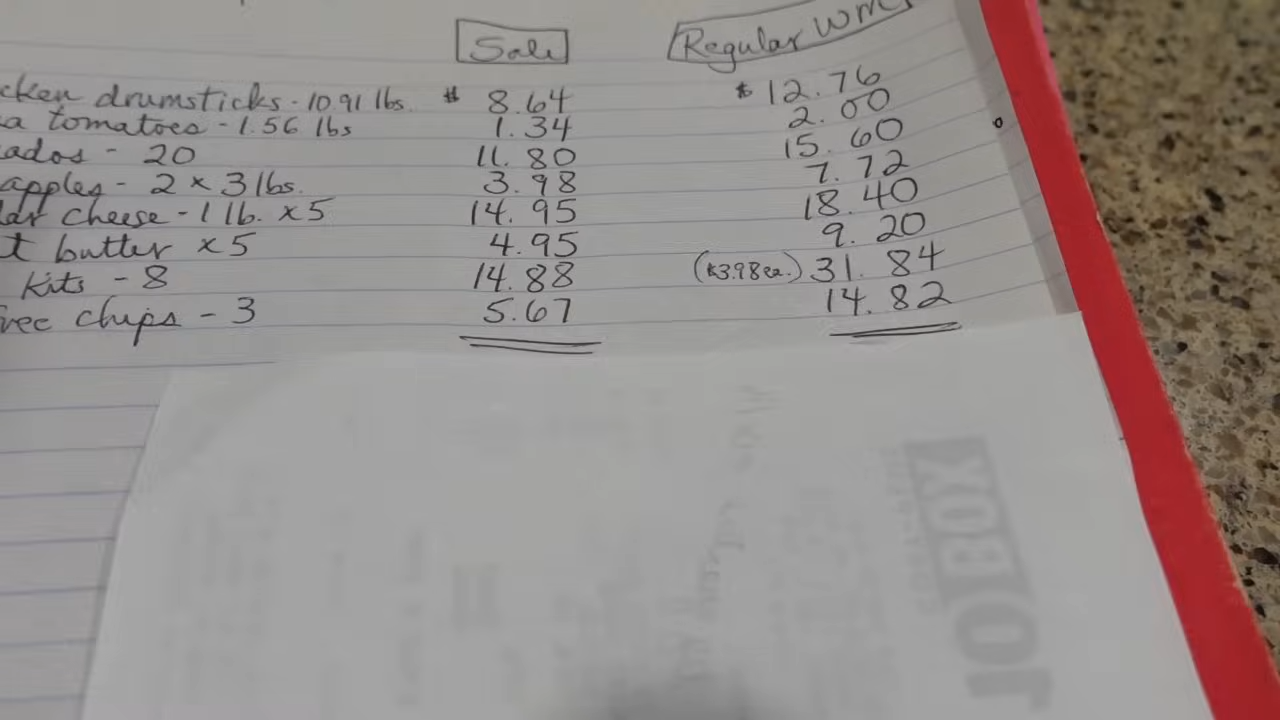 Sale Regular WM
cken drumsticks - 10.91 lbs. $ 8.64 $ 12.76
a tomatoes - 1.56 lbs 1.34 2.00
ados - 20 11.80 15.60
apples - 2 x 3 lbs. 3.98 7.72
dar cheese - 1 lb. x 5 14.95 18.40
t butter x 5 4.95 9.20
kits - 8 14.88 ($3.98 ea.) 31.84
ree chips - 3 5.67 14.82
JOBOX